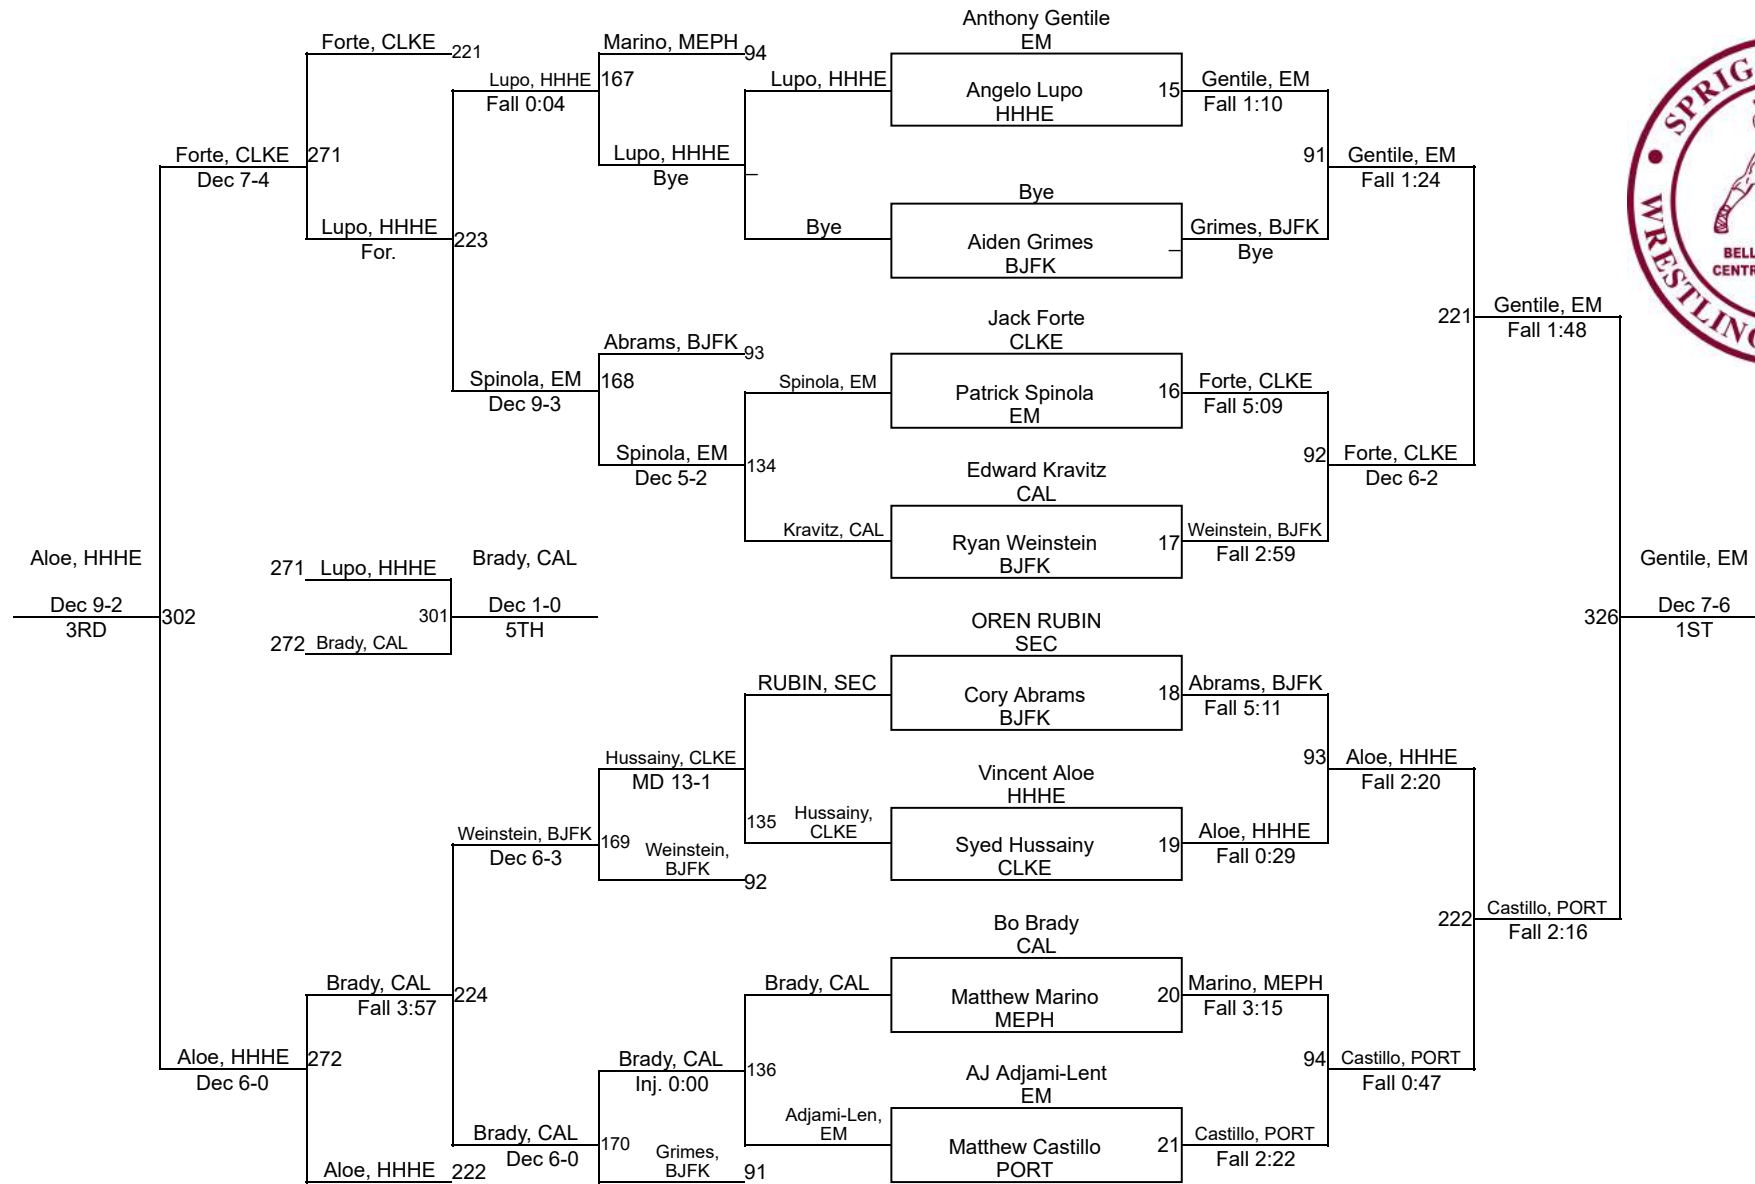 Anthony Gentile
EM
Forte, CLKE
221
Marino, MEPH
94
Lupo, HHHE
167
Fall 0:04
Lupo, HHHE
Angelo Lupo
HHHE
15
Gentile, EM
Fall 1:10
Forte, CLKE
271
Dec 7-4
Lupo, HHHE
Bye
_
91
Gentile, EM
Fall 1:24
Lupo, HHHE
223
For.
Bye
Bye
Aiden Grimes
BJFK
_
Grimes, BJFK
Bye
SPRIG
WRESTLING
BELL
CENTR
Jack Forte
CLKE
221
Gentile, EM
Fall 1:48
Abrams, BJFK
93
Spinola, EM
168
Dec 9-3
Spinola, EM
Patrick Spinola
EM
16
Forte, CLKE
Fall 5:09
Spinola, EM
134
Dec 5-2
Edward Kravitz
CAL
92
Forte, CLKE
Dec 6-2
Kravitz, CAL
Ryan Weinstein
BJFK
17
Weinstein, BJFK
Fall 2:59
Aloe, HHHE
Dec 9-2
302
3RD
271
Lupo, HHHE
Brady, CAL
301
Dec 1-0
5TH
272
Brady, CAL
Gentile, EM
326
Dec 7-6
1ST
OREN RUBIN
SEC
RUBIN, SEC
Cory Abrams
BJFK
18
Abrams, BJFK
Fall 5:11
Hussainy, CLKE
MD 13-1
Vincent Aloe
HHHE
93
Aloe, HHHE
Fall 2:20
Weinstein, BJFK
169
Dec 6-3
Weinstein,
BJFK
92
135
Hussainy,
CLKE
Syed Hussainy
CLKE
19
Aloe, HHHE
Fall 0:29
Bo Brady
CAL
222
Castillo, PORT
Fall 2:16
Brady, CAL
224
Fall 3:57
Brady, CAL
Matthew Marino
MEPH
20
Marino, MEPH
Fall 3:15
Aloe, HHHE
272
Dec 6-0
Brady, CAL
136
Inj. 0:00
AJ Adjami-Lent
EM
94
Castillo, PORT
Fall 0:47
Brady, CAL
170
Dec 6-0
Grimes,
BJFK
91
Adjami-Len,
EM
Matthew Castillo
PORT
21
Castillo, PORT
Fall 2:22
Aloe, HHHE
222